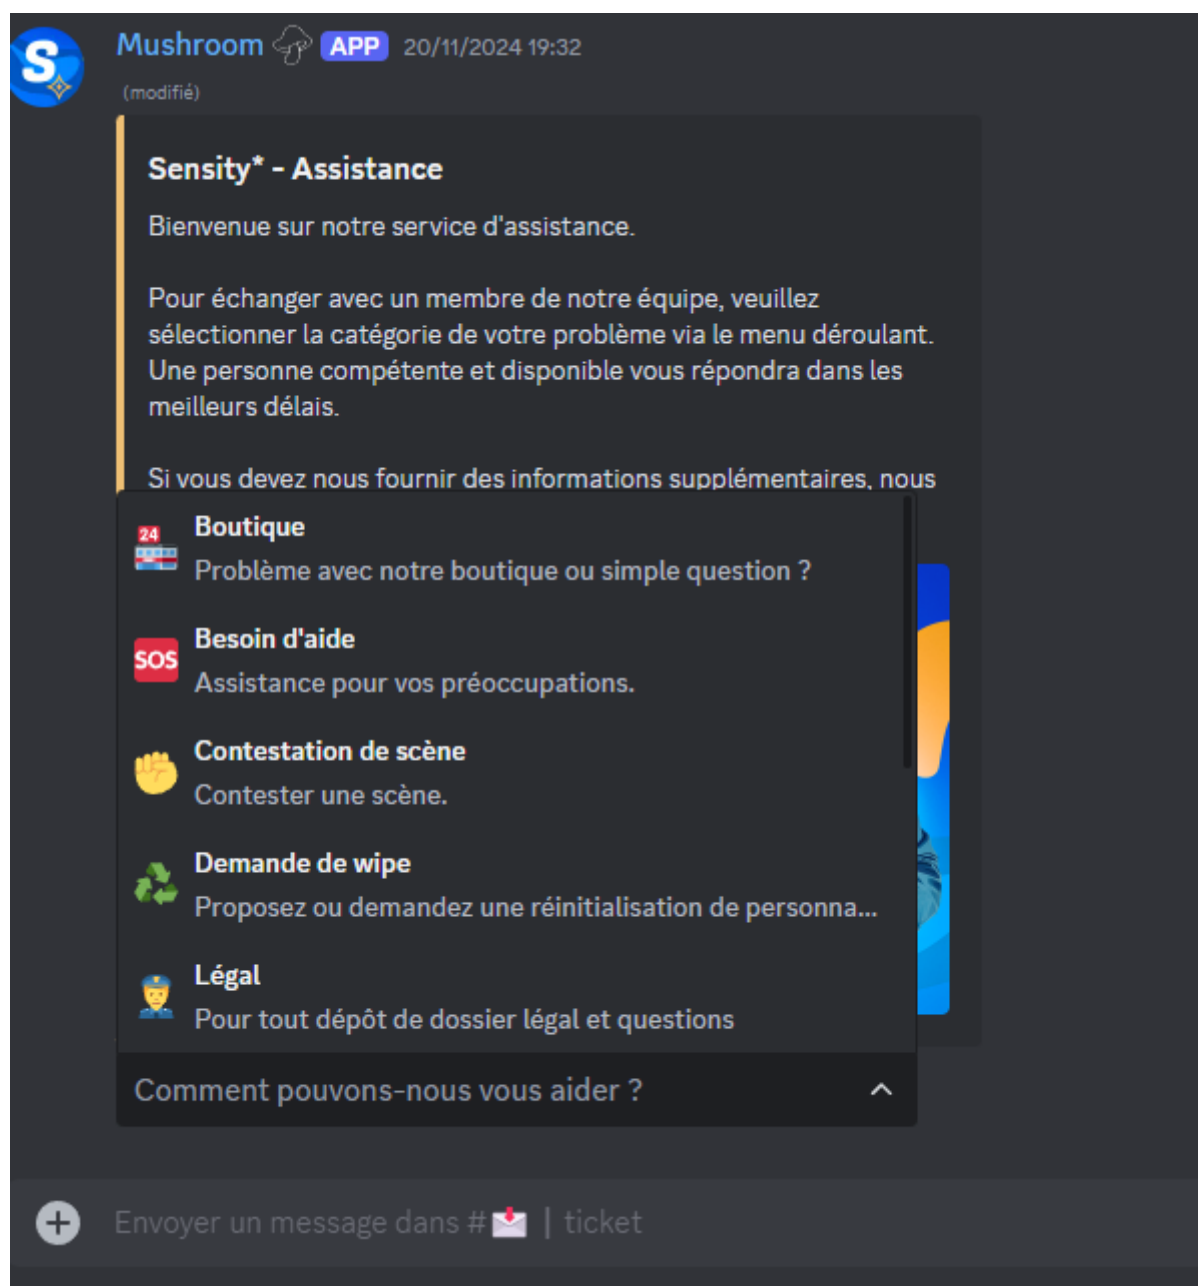 S
Mushroom APP 20/11/2024 19:32
(modifié)
Sensity* - Assistance
Bienvenue sur notre service d'assistance.
Pour échanger avec un membre de notre équipe, veuillez
sélectionner la catégorie de votre problème via le menu déroulant.
Une personne compétente et disponible vous répondra dans les
meilleurs délais.
Si vous devez nous fournir des informations supplémentaires, nous
24
Boutique
Problème avec notre boutique ou simple question ?
SOS
Besoin d'aide
Assistance pour vos préoccupations.
Contestation de scène
Contester une scène.
Demande de wipe
Proposez ou demandez une réinitialisation de personna...
Légal
Pour tout dépôt de dossier légal et questions
Comment pouvons-nous vous aider ?
Envoyer un message dans #📩 | ticket